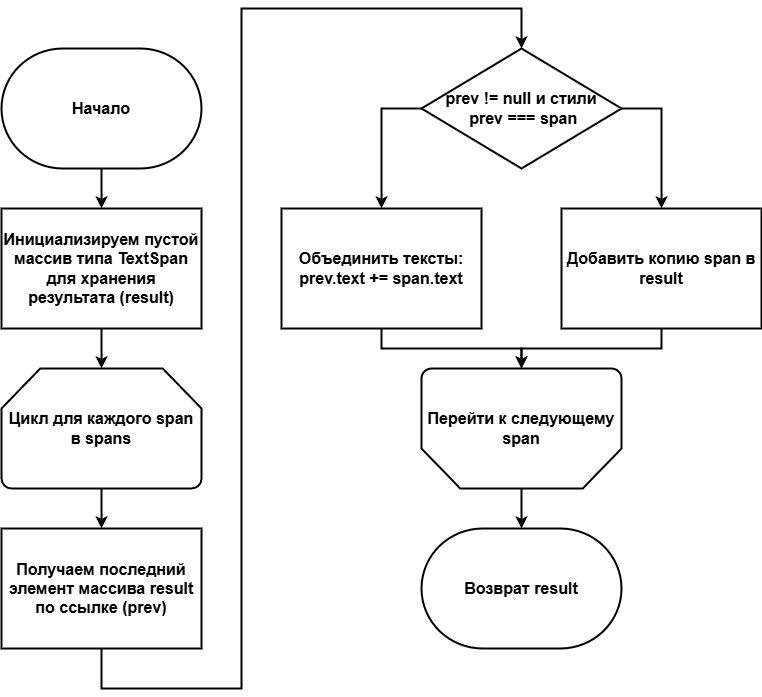 Начало
Инициализируем пустой
массив типа TextSpan
для хранения
результата (result)
Цикл для каждого span
в spans
Получаем последний
элемент массива result
по ссылке (prev)
prev != null и стили
prev === span
Объединить тексты:
prev.text += span.text
Добавить копию span в
result
Перейти к следующему
span
Возврат result